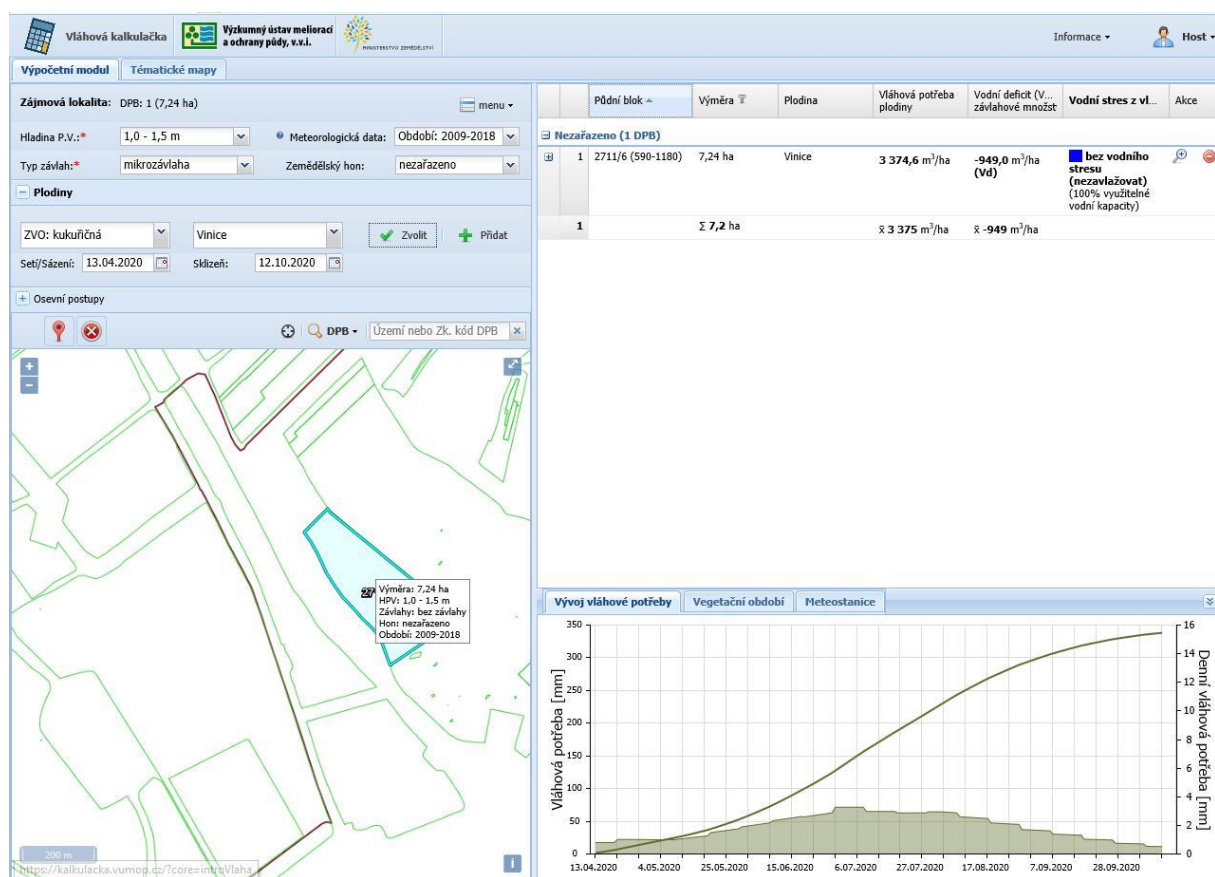 Vláhová kalkulačka
Výzkumný ústav meliorací
a ochrany půdy, v.v.i.
MINISTERSTVO ZEMĚDĚLSTVÍ
Informace
Host
Výpočetní modul
Tématické mapy
Zájmová lokalita: DPB: 1 (7,24 ha)
menu
Hladina P.V.:* 1,0 - 1,5 m
Meteorologická data: Období: 2009-2018
Typ závlah:* mikrozávlaha
Zemědělský hon: nezařazeno
Plodiny
ZVO: kukuřičná
Vinice
Zvolit
Přidat
Setí/Sázení: 13.04.2020
Sklizeň: 12.10.2020
Osevní postupy
DPB
Území nebo Zk. kód DPB
+
-
27
Výměra: 7,24 ha
HPV: 1,0 - 1,5 m
Závlahy: bez závlahy
Hon: nezařazeno
Období: 2009-2018
200 m
https://kalkulacka.vumop.cz/?core=introVlaha
i
Půdní blok
Výměra
Plodina
Vláhová potřeba
plodiny
Vodní deficit (V...
závlahové množst
Vodní stres z vl...
Akce
Nezařazeno (1 DPB)
1 2711/6 (590-1180) 7,24 ha Vinice 3 374,6 m³/ha -949,0 m³/ha
(Vd)
bez vodního
stresu
(nezavlažovat)
(100% využitelné
vodní kapacity)
1 Σ 7,2 ha x̄ 3 375 m³/ha x̄ -949 m³/ha
Vývoj vláhové potřeby
Vegetační období
Meteostanice
Vláhová potřeba [mm]
350
300
250
200
150
100
50
0
16
14
12
10
8
6
4
2
0
Denní vláhová potřeba [mm]
13.04.2020 4.05.2020 25.05.2020 15.06.2020 6.07.2020 27.07.2020 17.08.2020 7.09.2020 28.09.2020